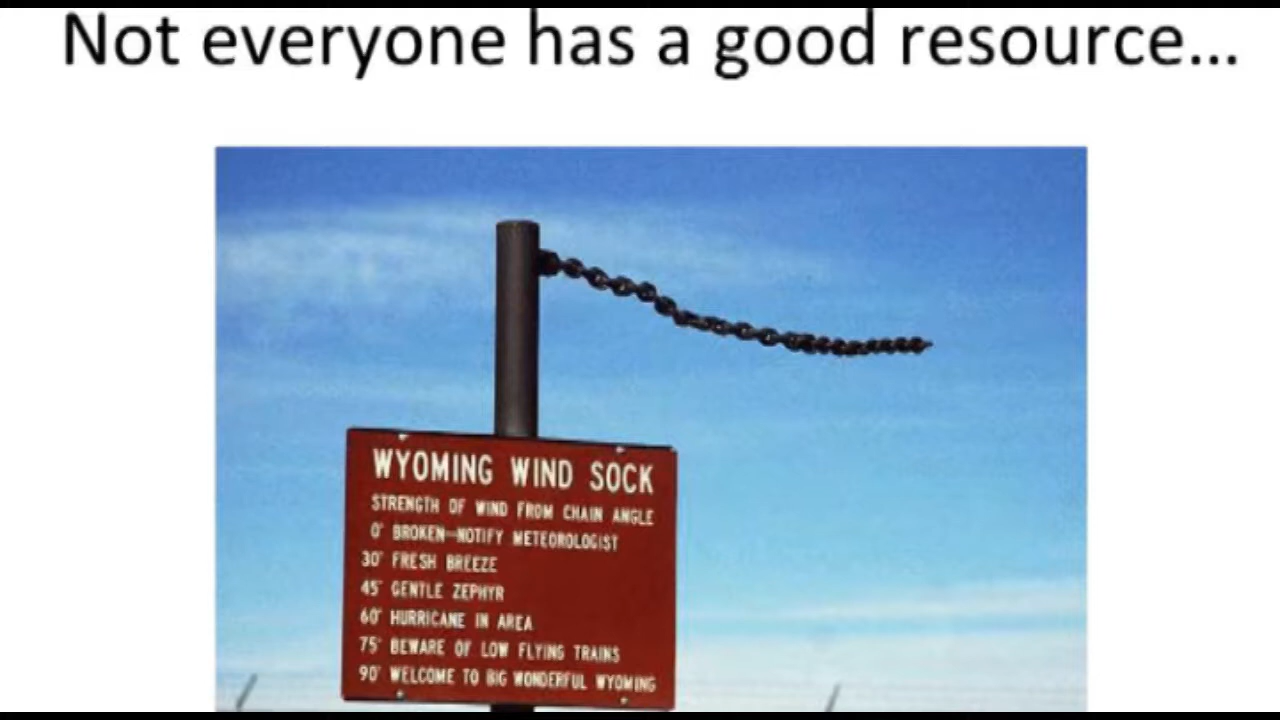 Not everyone has a good resource...
WYOMING WIND SOCK
STRENGTH OF WIND FROM CHAIN ANGLE
0° BROKEN-NOTIFY METEOROLOGIST
30° FRESH BREEZE
45° GENTLE ZEPHYR
60° HURRICANE IN AREA
75° BEWARE OF LOW FLYING TRAINS
90° WELCOME TO BIG WONDERFUL WYOMING